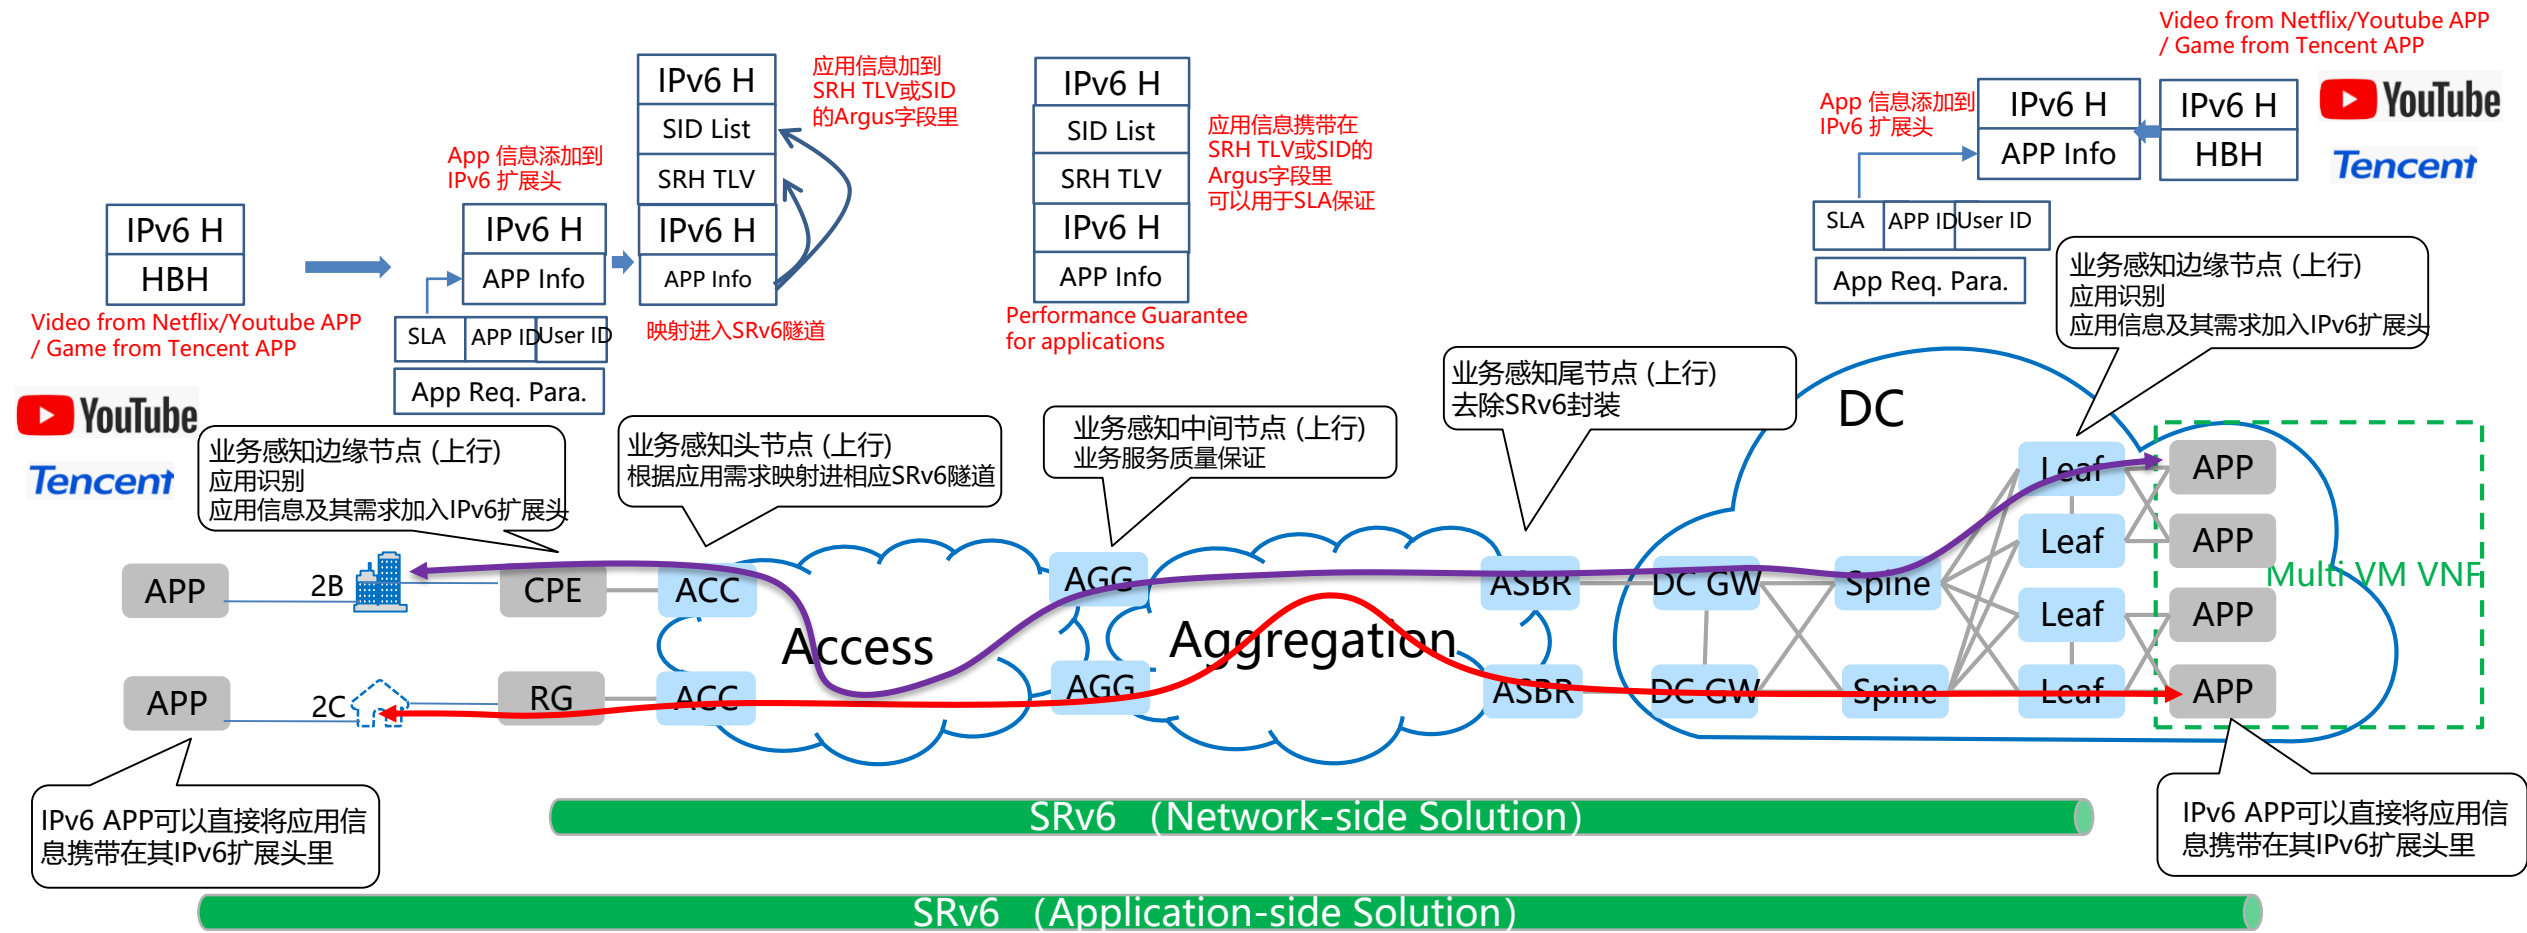 Video from Netflix/Youtube APP
/ Game from Tencent APP
IPv6 H
SID List
SRH TLV
IPv6 H
APP Info
应用信息加到
SRH TLV或SID
的Argus字段里
映射进入SRv6隧道
IPv6 H
SID List
SRH TLV
IPv6 H
APP Info
应用信息携带在
SRH TLV或SID的
Argus字段里
可以用于SLA保证
Performance Guarantee
for applications
App 信息添加到
IPv6 扩展头
IPv6 H
APP Info
IPv6 H
HBH
YouTube
Tencent
SLA
APP ID
User ID
App Req. Para.
App 信息添加到
IPv6 扩展头
IPv6 H
HBH
IPv6 H
APP Info
Video from Netflix/Youtube APP
/ Game from Tencent APP
SLA
APP ID
User ID
App Req. Para.
YouTube
Tencent
业务感知边缘节点 (上行)
应用识别
应用信息及其需求加入IPv6扩展头
业务感知头节点 (上行)
根据应用需求映射进相应SRv6隧道
业务感知中间节点 (上行)
业务服务质量保证
业务感知尾节点 (上行)
去除SRv6封装
业务感知边缘节点 (上行)
应用识别
应用信息及其需求加入IPv6扩展头
DC
APP
2B
CPE
ACC
AGG
ASBR
DC GW
Spine
Leaf
APP
Leaf
APP
Multi VM VNF
Access
Aggregation
Leaf
APP
APP
2C
RG
ACC
AGG
ASBR
DC GW
Spine
Leaf
APP
IPv6 APP可以直接将应用信
息携带在其IPv6扩展头里
IPv6 APP可以直接将应用信
息携带在其IPv6扩展头里
SRv6 （Network-side Solution）
SRv6 （Application-side Solution）